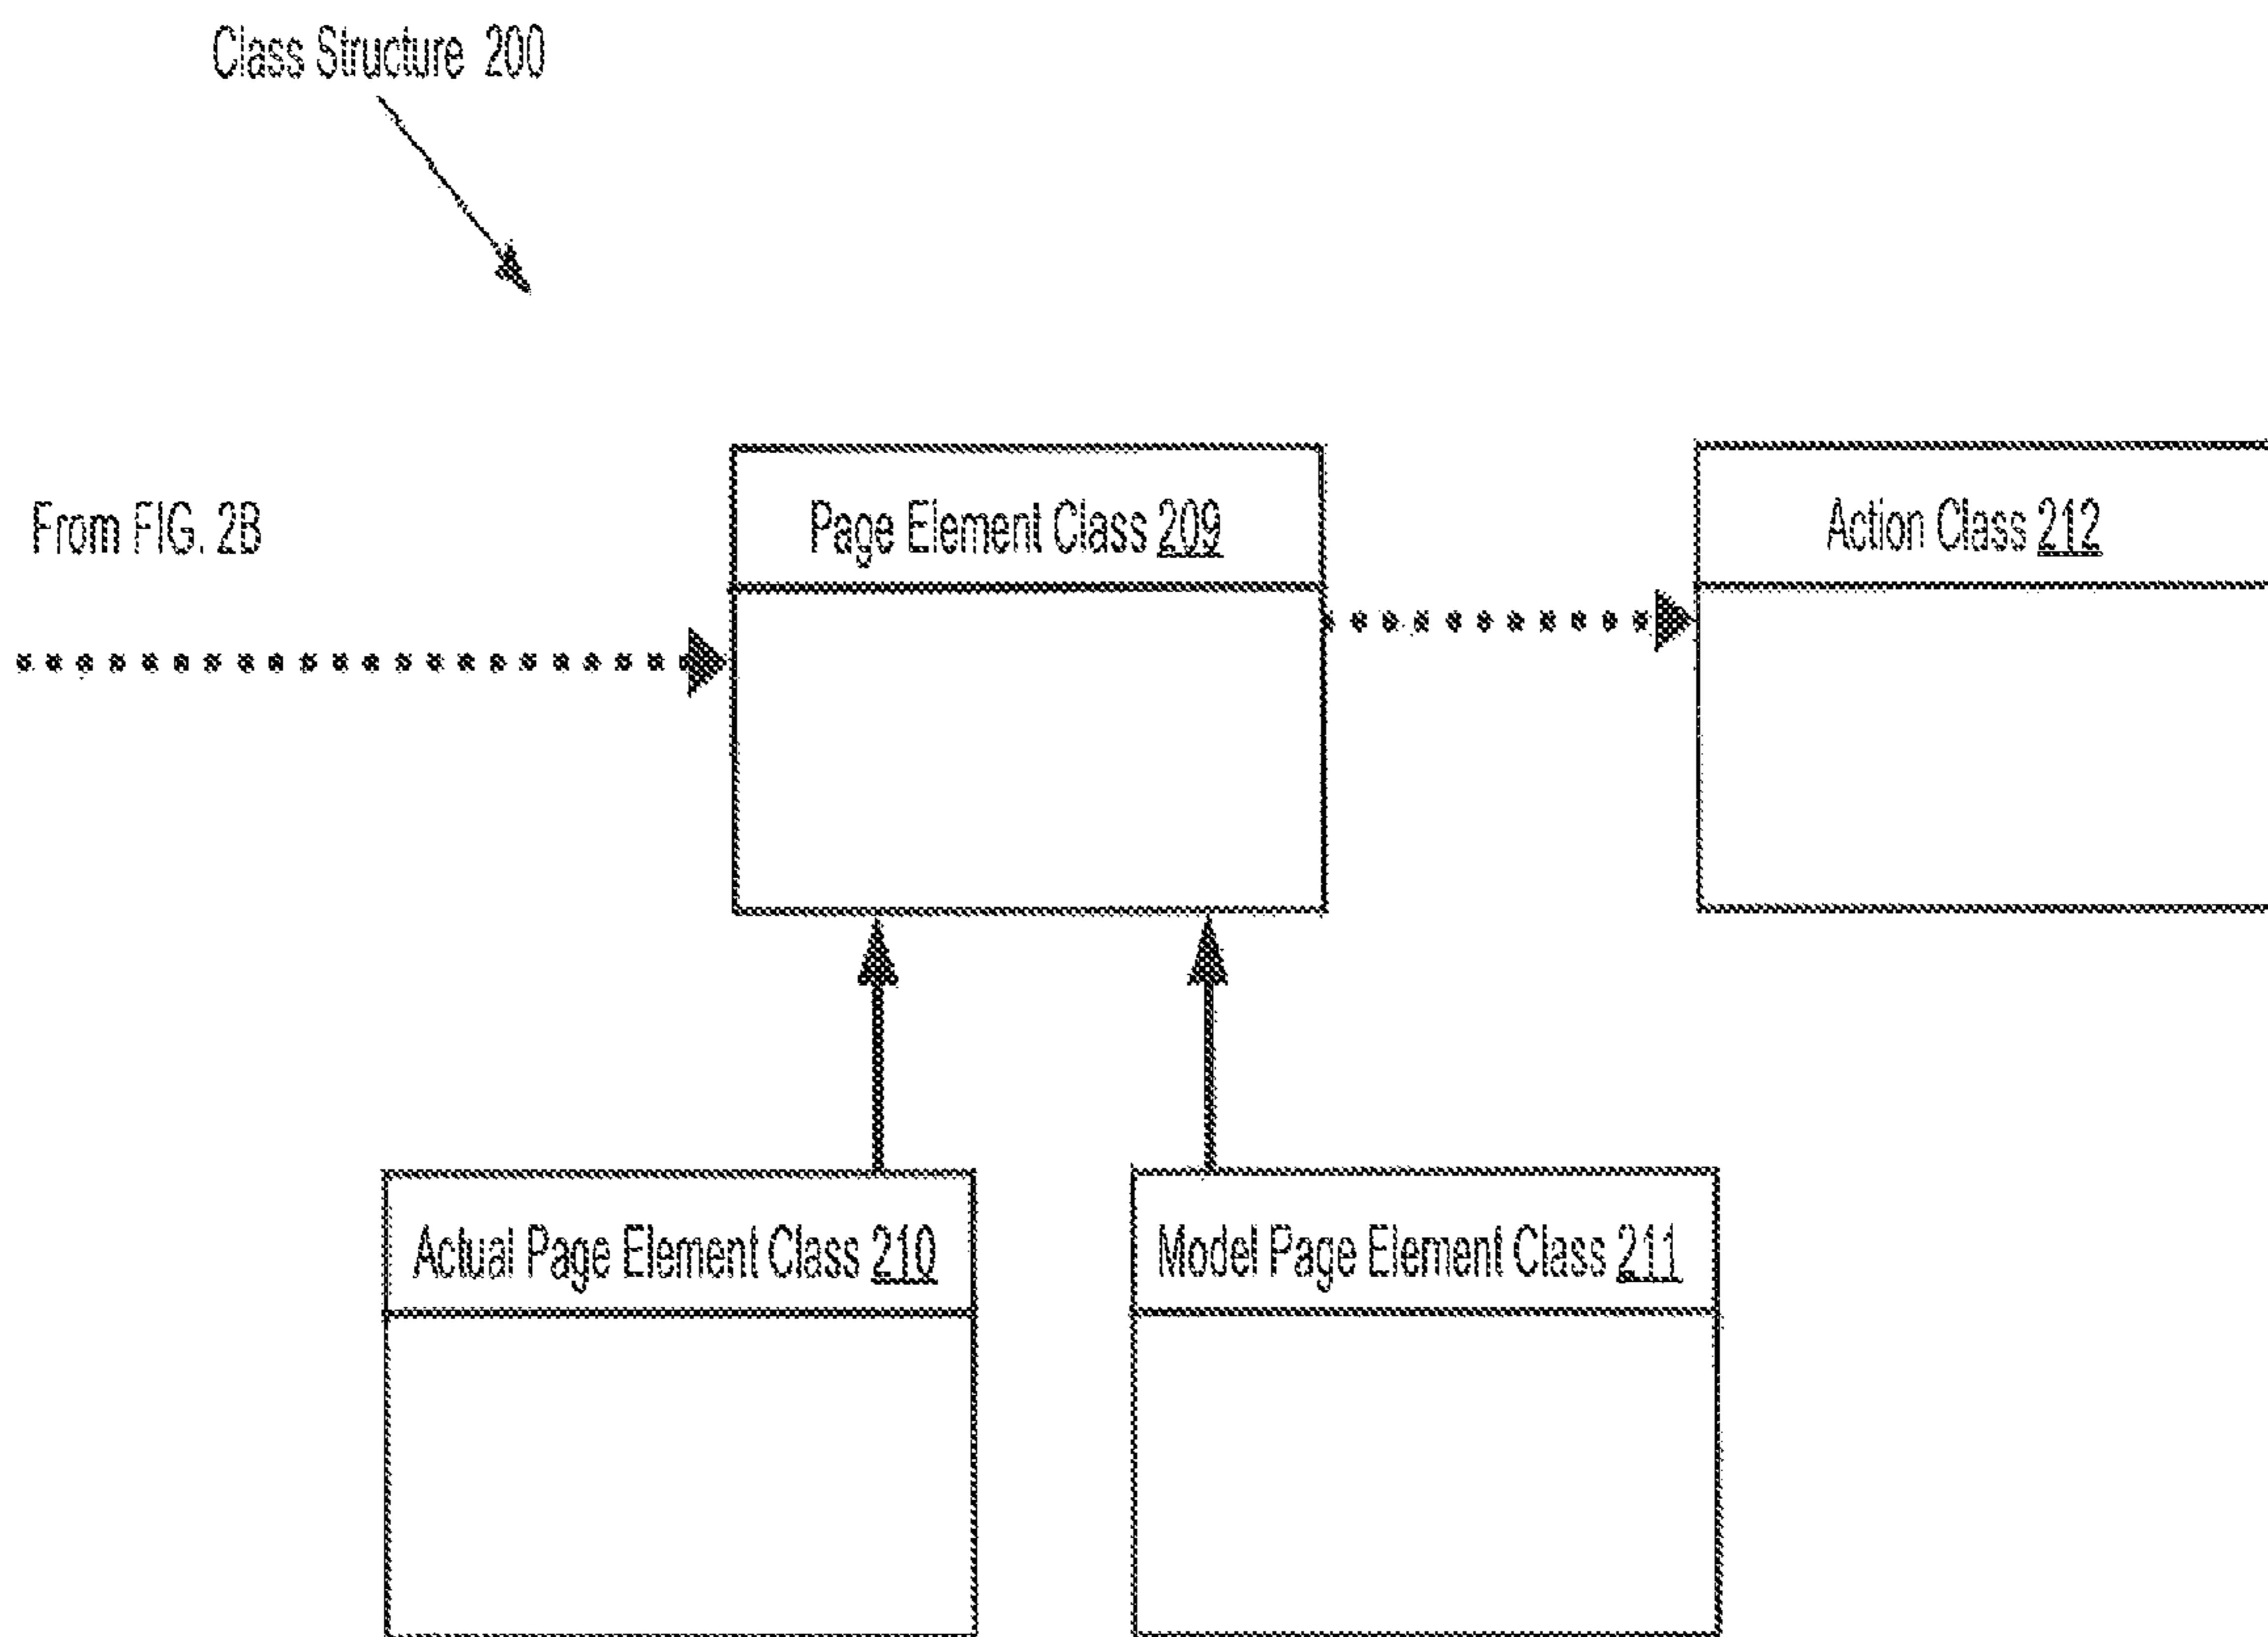 Class Structure 200
From FIG. 2B
Page Element Class 209
Action Class 212
Actual Page Element Class 210
Model Page Element Class 211